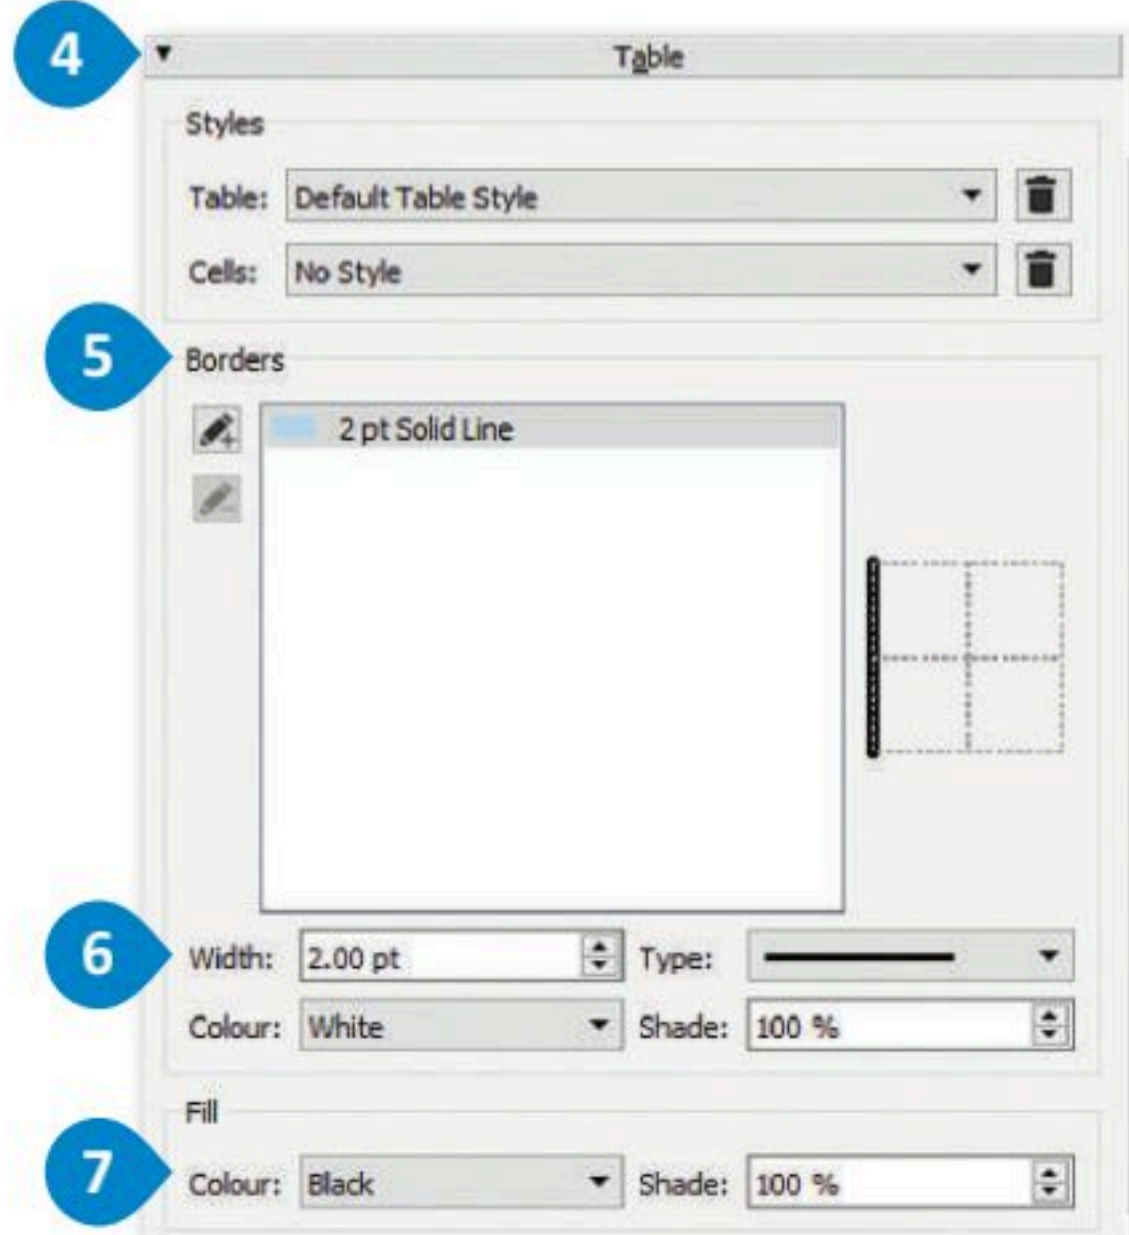 4
Table
Styles
Table: Default Table Style
Cells: No Style
5
Borders
2 pt Solid Line
6
Width: 2.00 pt Type:
Colour: White Shade: 100 %
Fill
7
Colour: Black Shade: 100 %